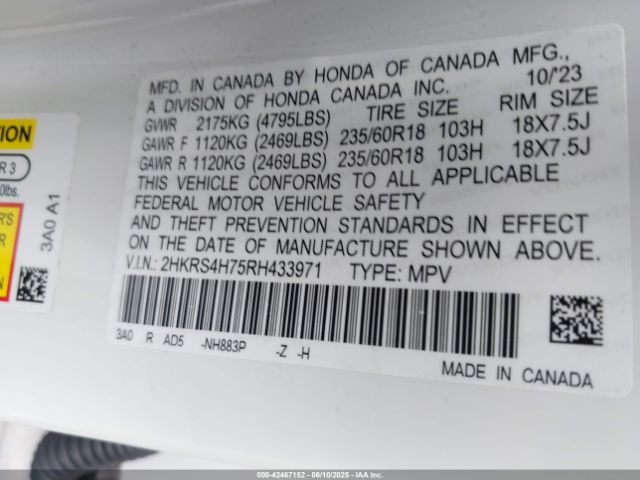 MFD. IN CANADA BY HONDA OF CANADA MFG.,
A DIVISION OF HONDA CANADA INC. 10/'23
GVWR 2175KG (4795LBS) TIRE SIZE RIM SIZE
GAWR F 1120KG (2469LBS) 235/60R18 103H 18X7.5J
GAWR R 1120KG (2469LBS) 235/60R18 103H 18X7.5J
THIS VEHICLE CONFORMS TO ALL APPLICABLE
FEDERAL MOTOR VEHICLE SAFETY
AND THEFT PREVENTION STANDARDS IN EFFECT
ON THE DATE OF MANUFACTURE SHOWN ABOVE.
V.I.N.: 2HKRS4H75RH433971 TYPE: MPV
3A0 R AD5 -NH883P -Z -H
MADE IN CANADA
3A0 A1
R 3
0lbs.
000-42467152 - 06/10/2025 - IAA Inc.